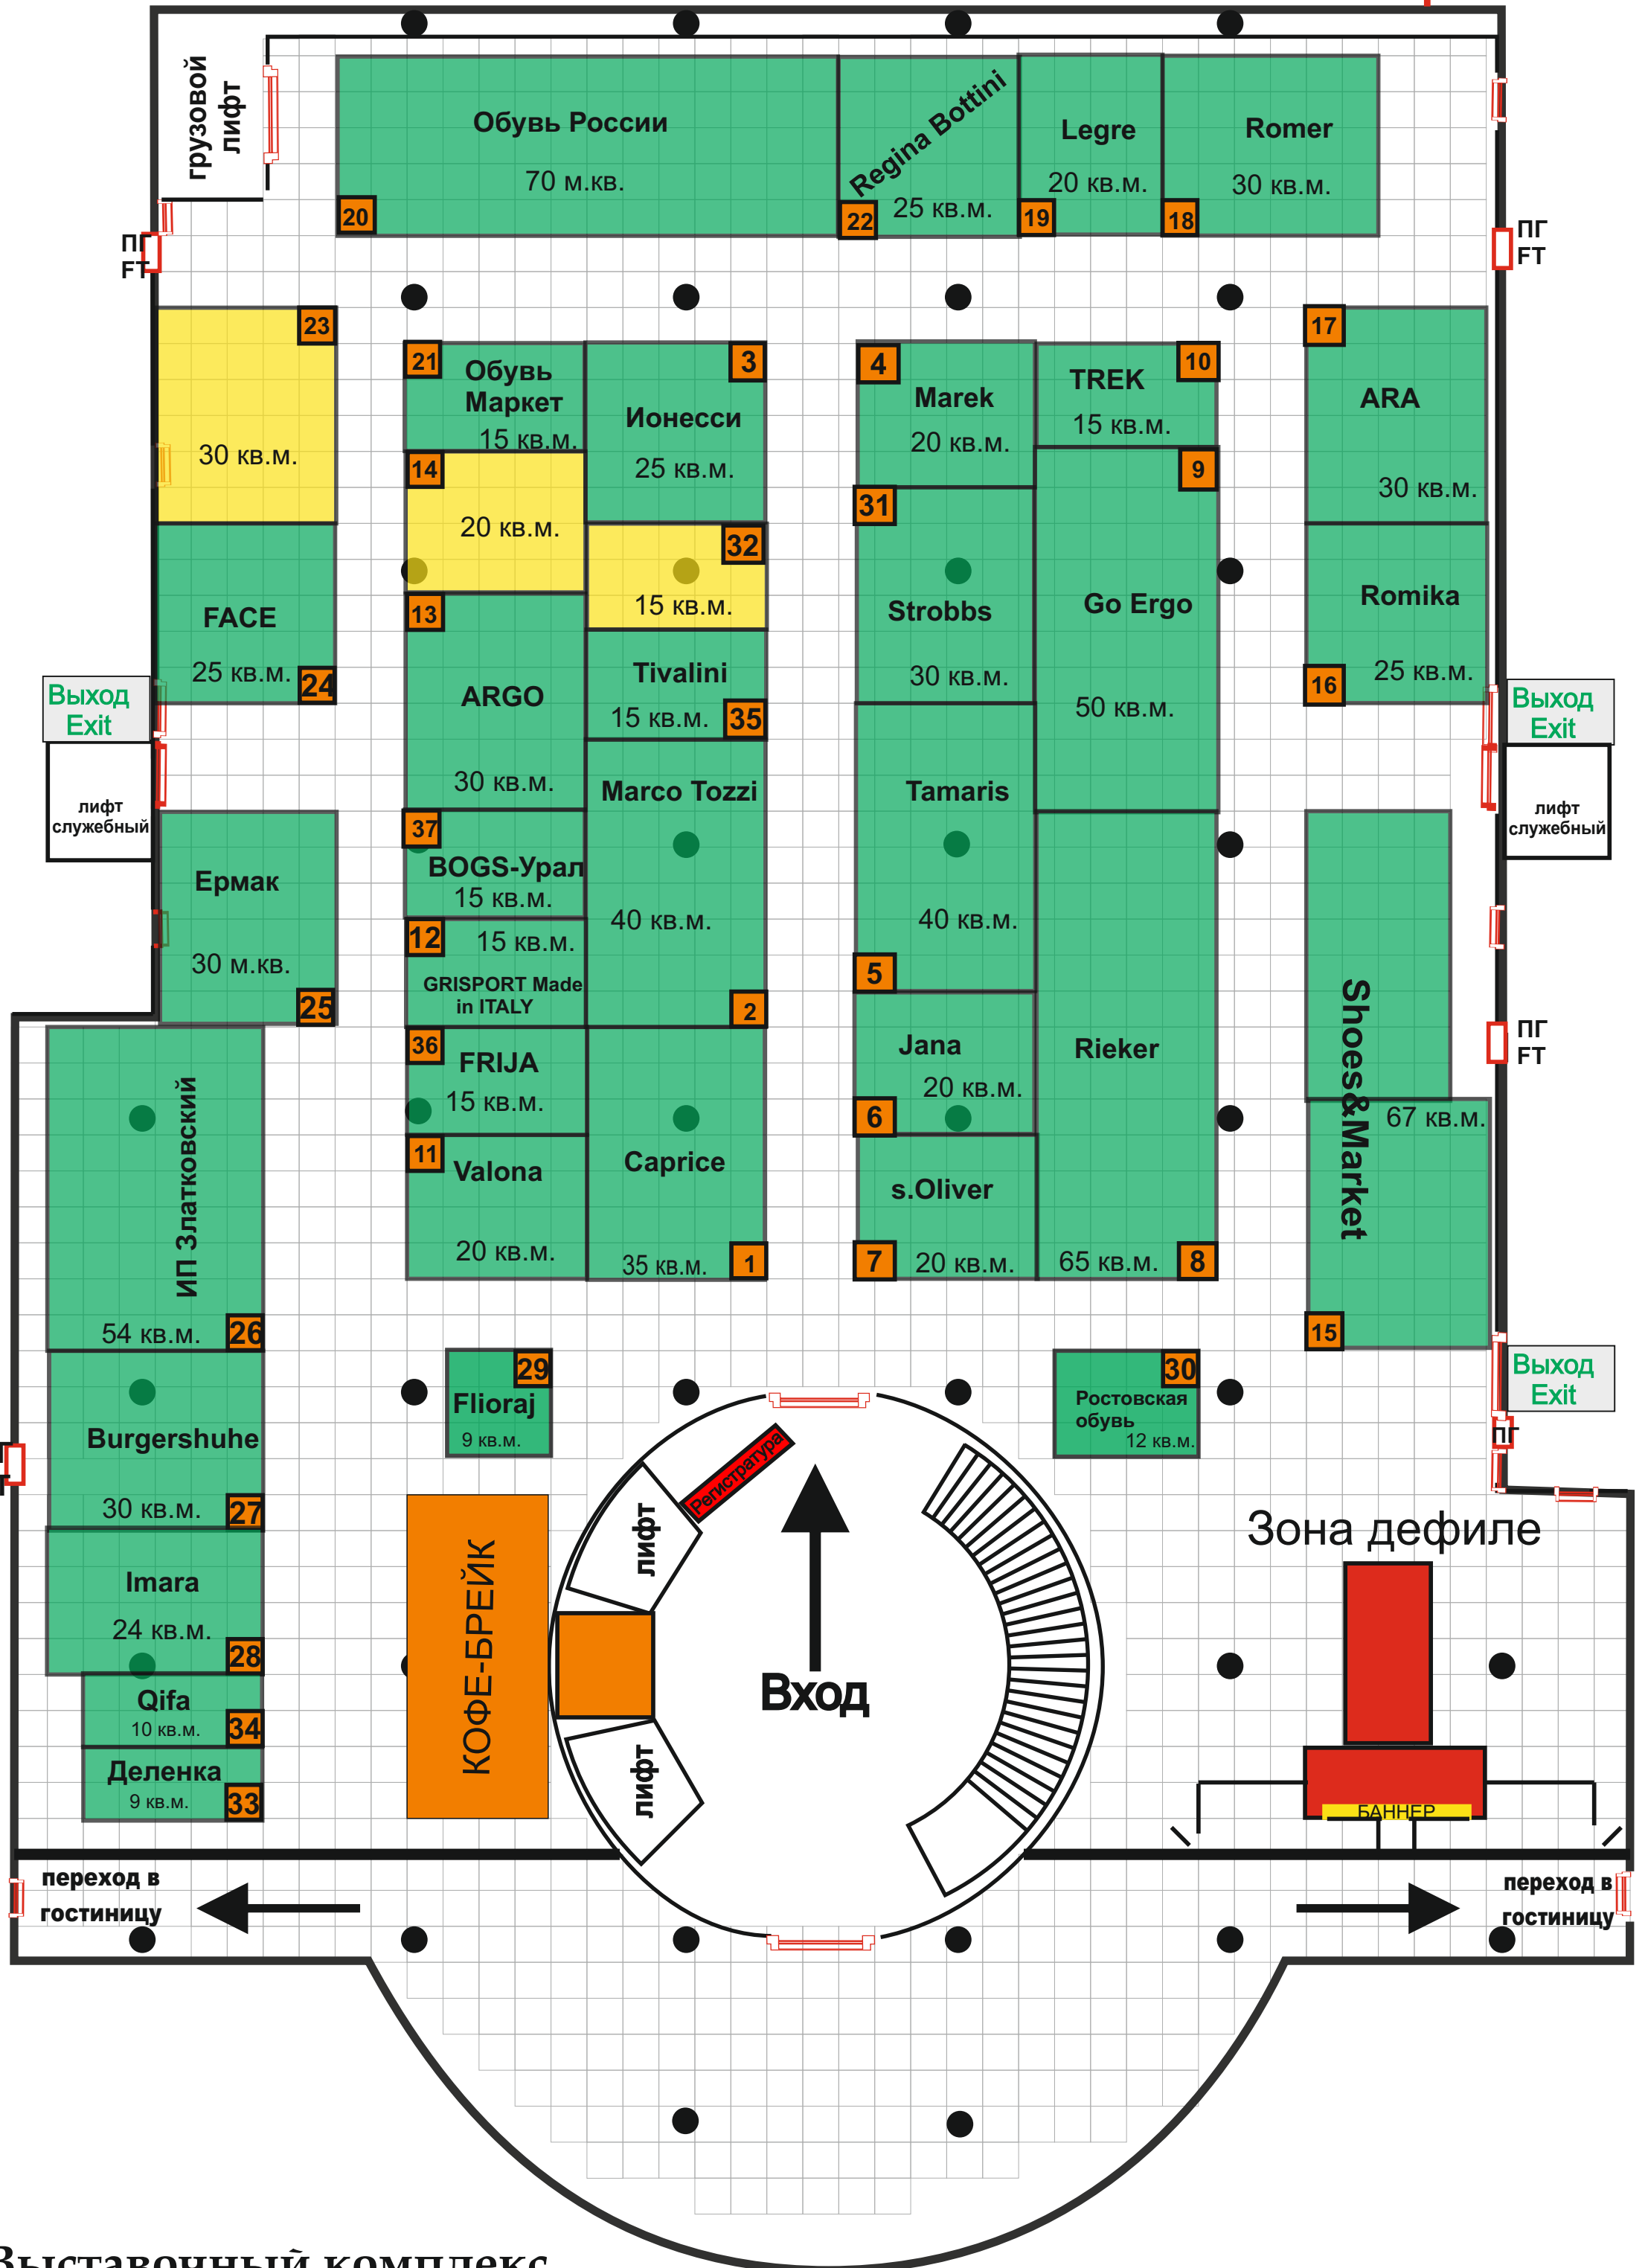 грузовой
лифт
Обувь России
70 м.кв.
20
Regina Bottini
25 кв.м.
22
Legre
20 кв.м.
19
Romer
30 кв.м.
18
ПГ
FT
ПГ
FT
23
30 кв.м.
21
Обувь
Маркет
15 кв.м.
3
Ионесси
25 кв.м.
4
Marek
20 кв.м.
10
TREK
15 кв.м.
17
ARA
30 кв.м.
14
20 кв.м.
32
15 кв.м.
31
Strobbs
30 кв.м.
9
Go Ergo
50 кв.м.
Romika
25 кв.м.
16
FACE
25 кв.м.
24
13
ARGO
30 кв.м.
Tivalini
15 кв.м.
35
Выход
Exit
лифт
служебный
Выход
Exit
лифт
служебный
Marco Tozzi
40 кв.м.
2
Tamaris
40 кв.м.
5
37
BOGS-Урал
15 кв.м.
Ермак
30 м.кв.
25
12
15 кв.м.
GRISPORT Made
in ITALY
36
FRIJA
15 кв.м.
Jana
20 кв.м.
6
Rieker
65 кв.м.
8
Shoes&Market
67 кв.м.
15
ПГ
FT
ИП Златковский
54 кв.м.
26
11
Valona
20 кв.м.
Caprice
35 кв.м.
1
s.Oliver
7
20 кв.м.
Burgershuhe
30 кв.м.
27
29
Flioraj
9 кв.м.
30
Ростовская
обувь
12 кв.м.
Выход
Exit
ПГ
Регистратура
лифт
Зона дефиле
Imara
24 кв.м.
28
КОФЕ-БРЕЙК
Вход
Qifa
10 кв.м.
34
Деленка
9 кв.м.
33
лифт
БАННЕР
переход в
гостиницу
переход в
гостиницу
Выставочный комплекс